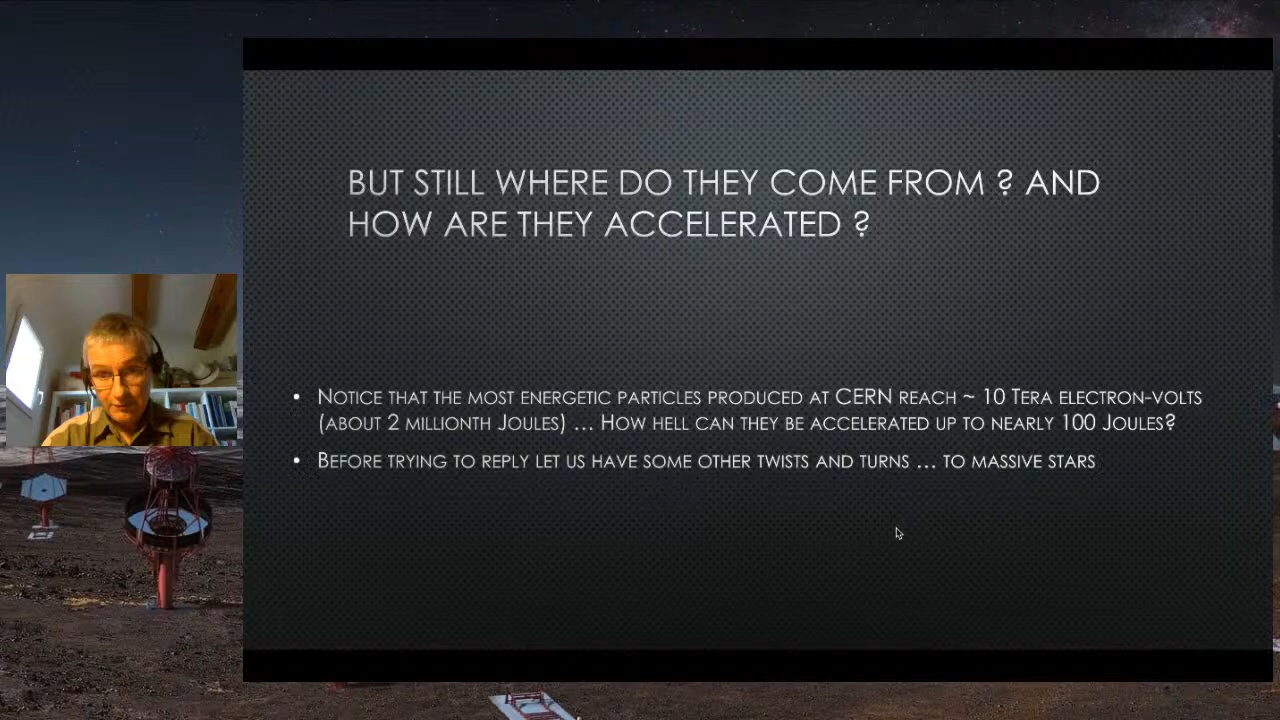 BUT STILL WHERE DO THEY COME FROM ? AND
HOW ARE THEY ACCELERATED ?
• NOTICE THAT THE MOST ENERGETIC PARTICLES PRODUCED AT CERN REACH ~ 10 TERA ELECTRON-VOLTS
(ABOUT 2 MILLIONTH JOULES) … HOW HELL CAN THEY BE ACCELERATED UP TO NEARLY 100 JOULES?
• BEFORE TRYING TO REPLY LET US HAVE SOME OTHER TWISTS AND TURNS … TO MASSIVE STARS